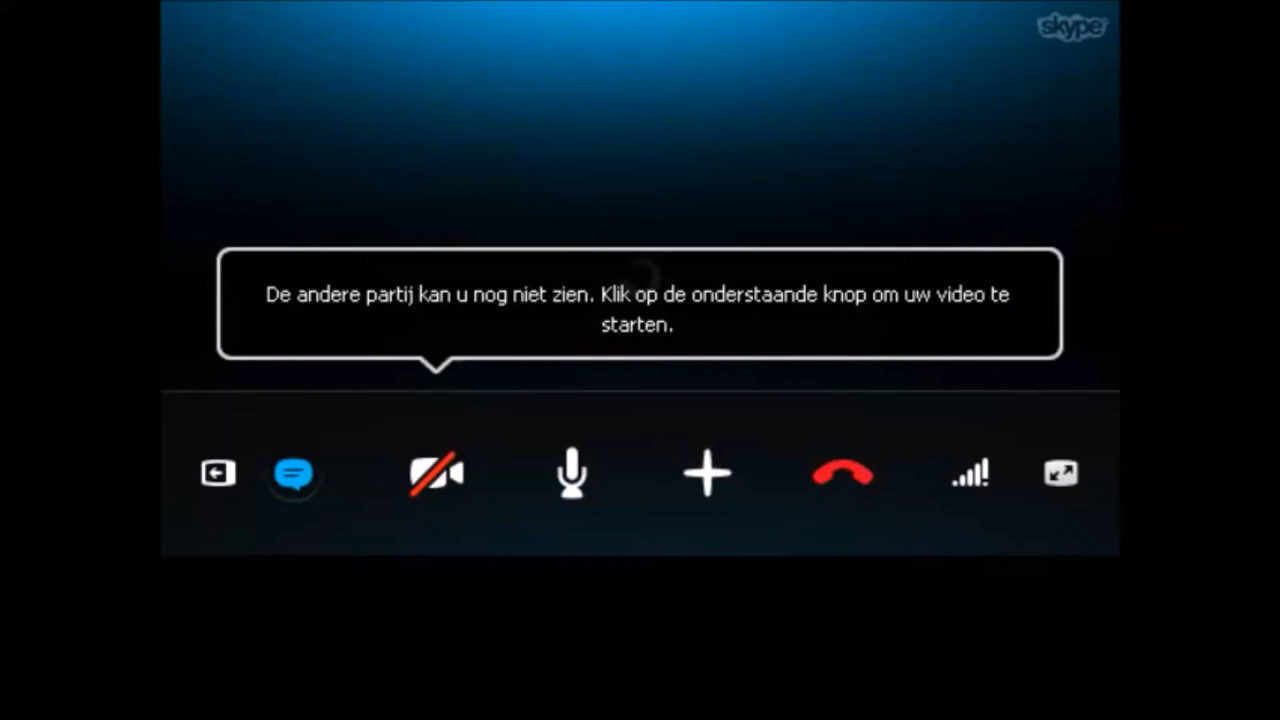 skype
De andere partij kan u nog niet zien. Klik op de onderstaande knop om uw video te
starten.